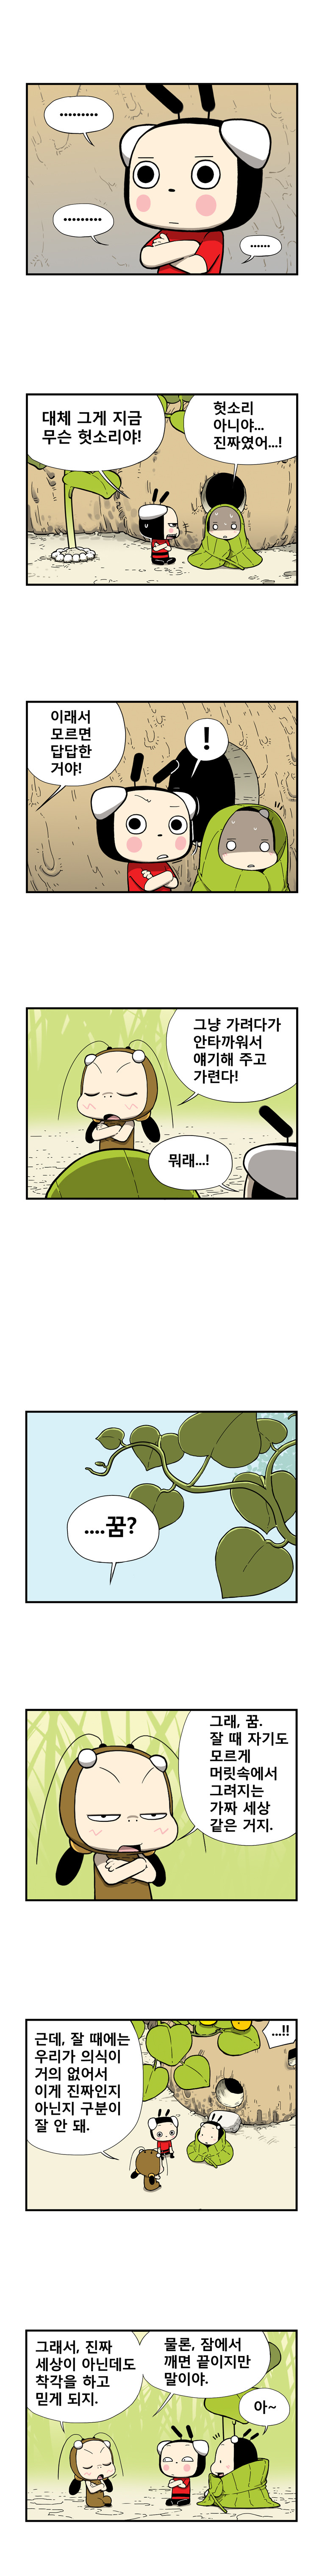 .........
.........
......
대체 그게 지금
무슨 헛소리야!
헛소리
아니야...
진짜였어...!
이래서
모르면
답답한
거야!
!
그냥 가려다가
안타까워서
얘기해 주고
가련다!
뭐래...!
....꿈?
그래, 꿈.
잘 때 자기도
모르게
머릿속에서
그려지는
가짜 세상
같은 거지.
근데, 잘 때에는
우리가 의식이
거의 없어서
이게 진짜인지
아닌지 구분이
잘 안 돼.
...!!
그래서, 진짜
세상이 아닌데도
착각을 하고
믿게 되지.
물론, 잠에서
깨면 끝이지만
말이야.
아~